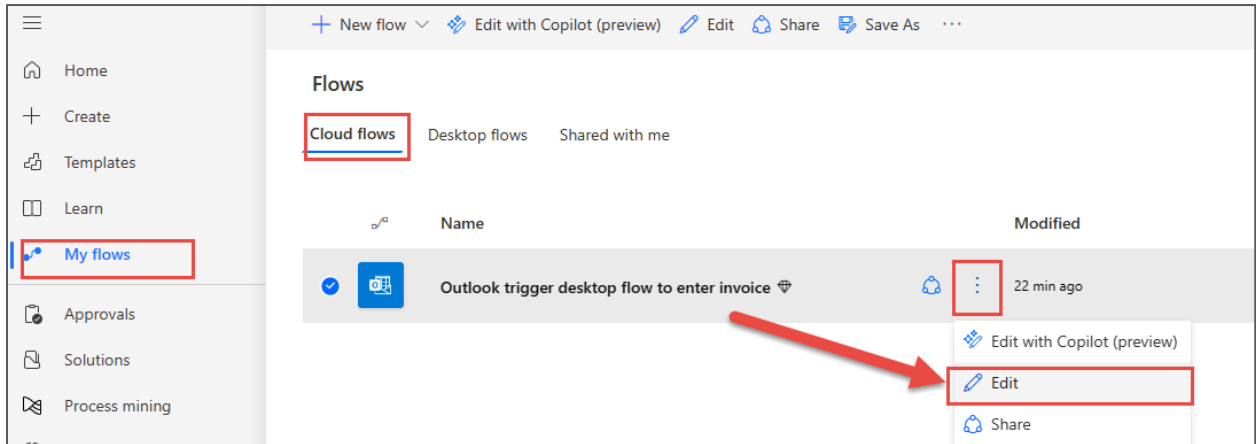 New flow
Edit with Copilot (preview)
Edit
Share
Save As
Home
Create
Templates
Learn
My flows
Approvals
Solutions
Process mining
Flows
Cloud flows
Desktop flows
Shared with me
Name
Modified
Outlook trigger desktop flow to enter invoice
22 min ago
Edit with Copilot (preview)
Edit
Share